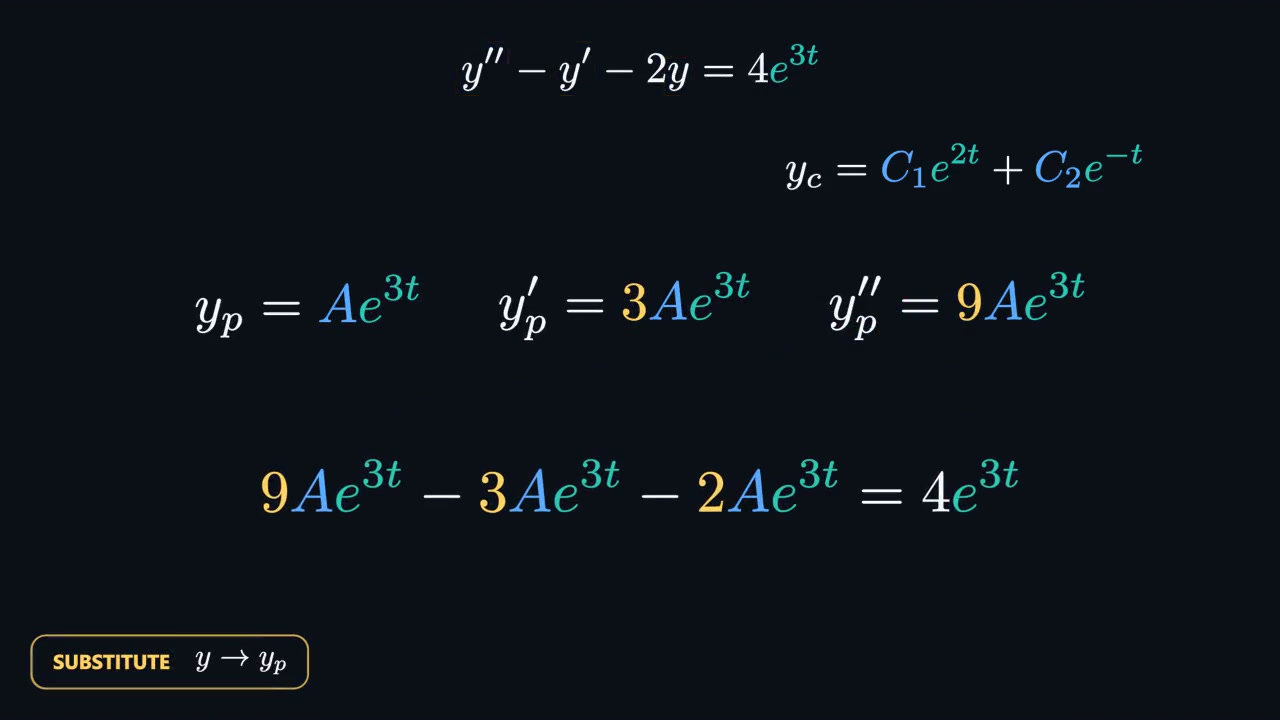 y″ − y′ − 2y = 4e^{3t}
y_c = C_1e^{2t} + C_2e^{−t}
y_p = Ae^{3t} y′_p = 3Ae^{3t} y″_p = 9Ae^{3t}
9Ae^{3t} − 3Ae^{3t} − 2Ae^{3t} = 4e^{3t}
SUBSTITUTE y → y_p